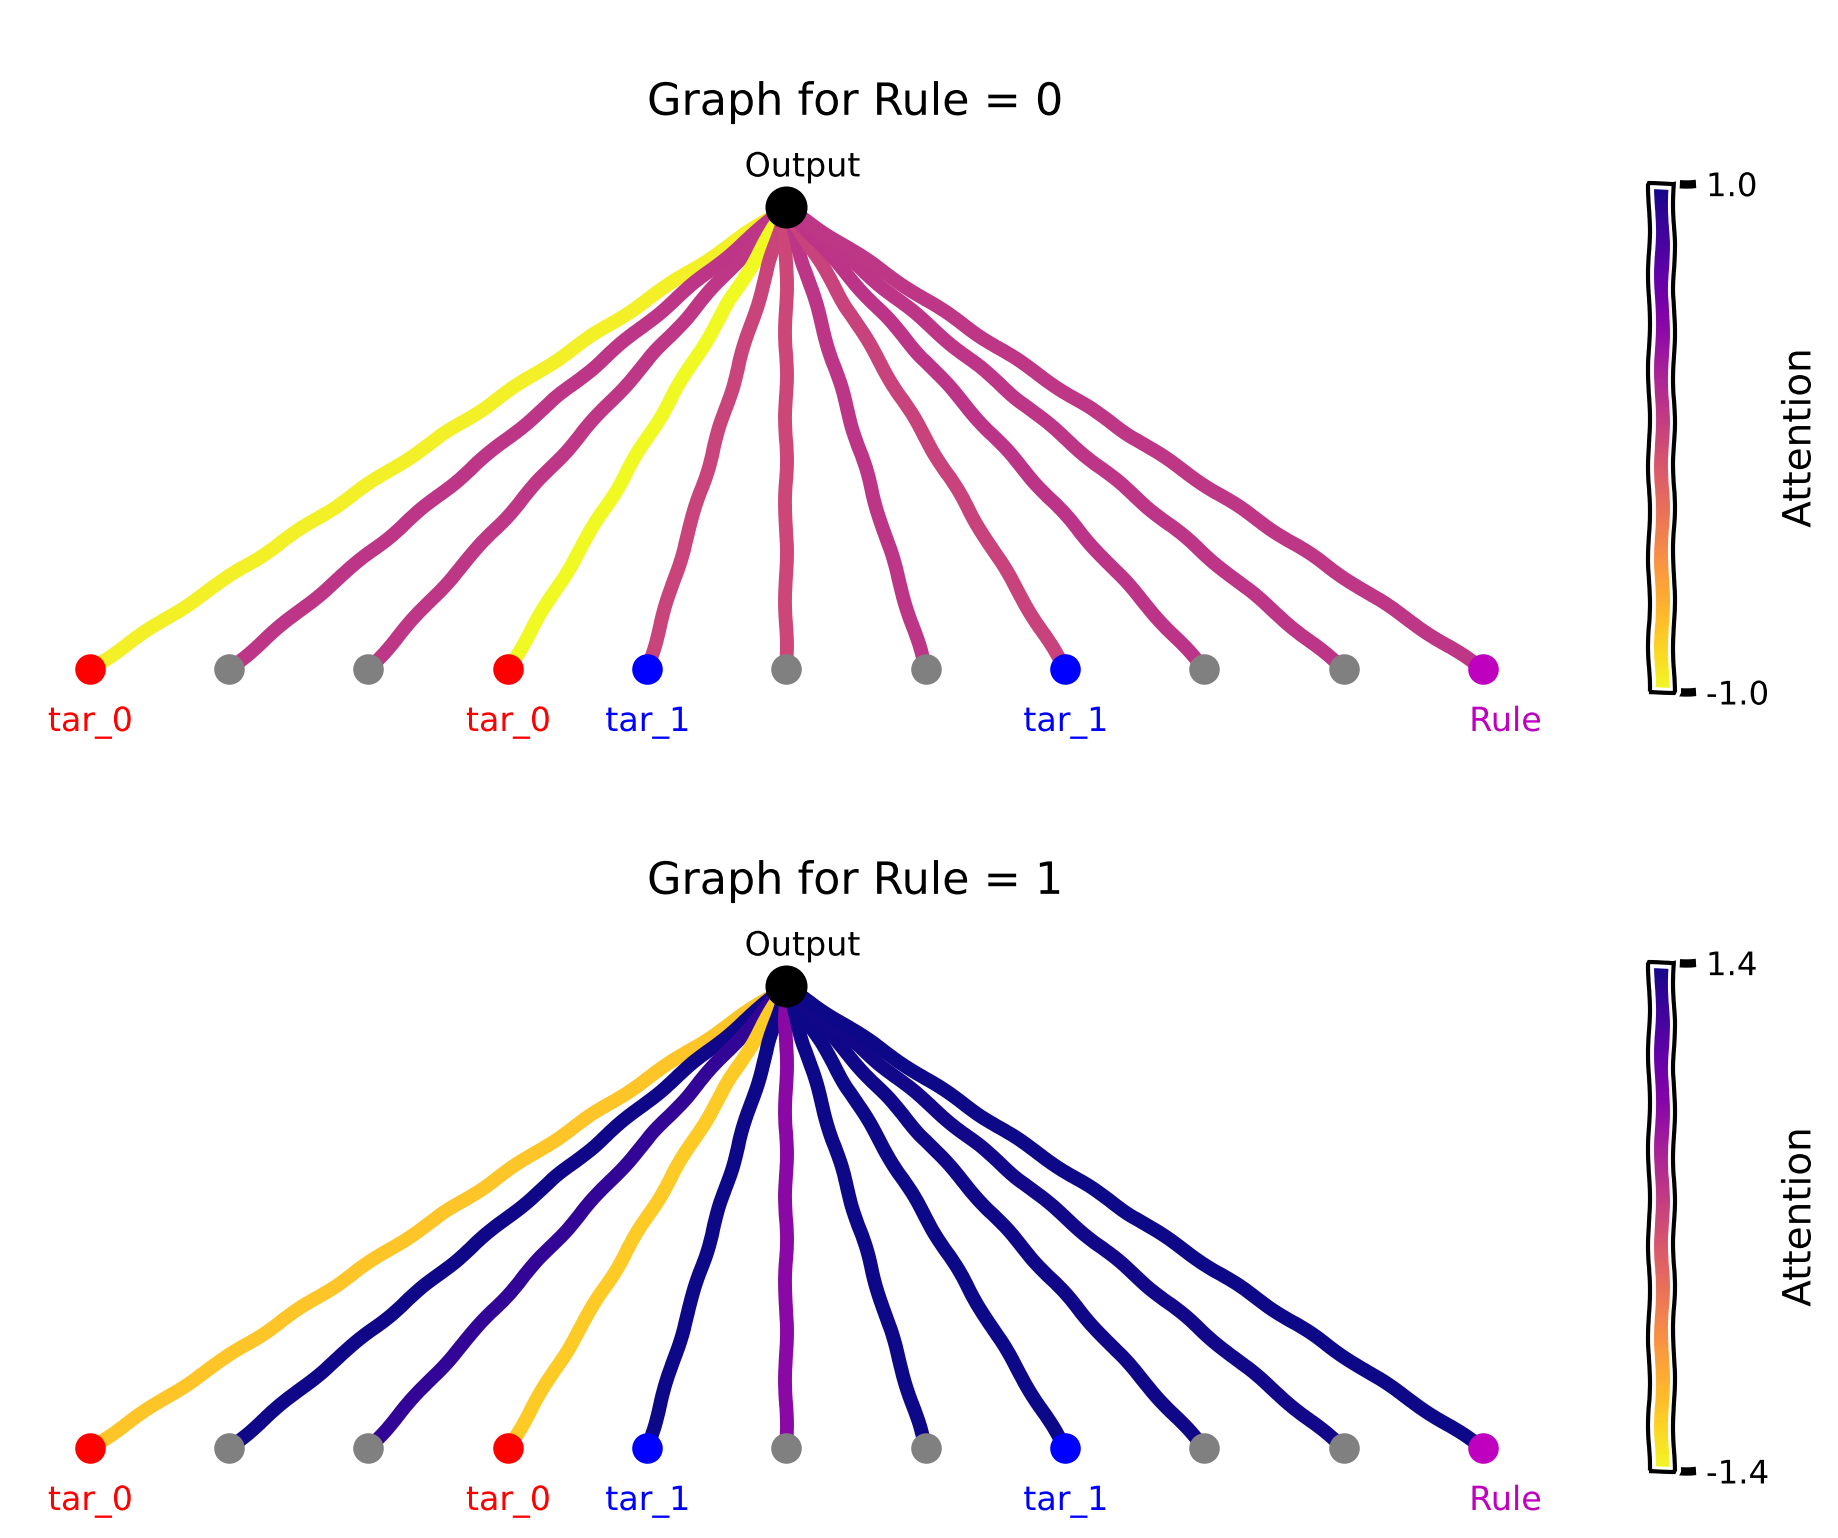 Graph for Rule = 0
Output
1.0
Attention
-1.0
tar_0 tar_0 tar_1 tar_1 Rule
Graph for Rule = 1
Output
1.4
Attention
-1.4
tar_0 tar_0 tar_1 tar_1 Rule